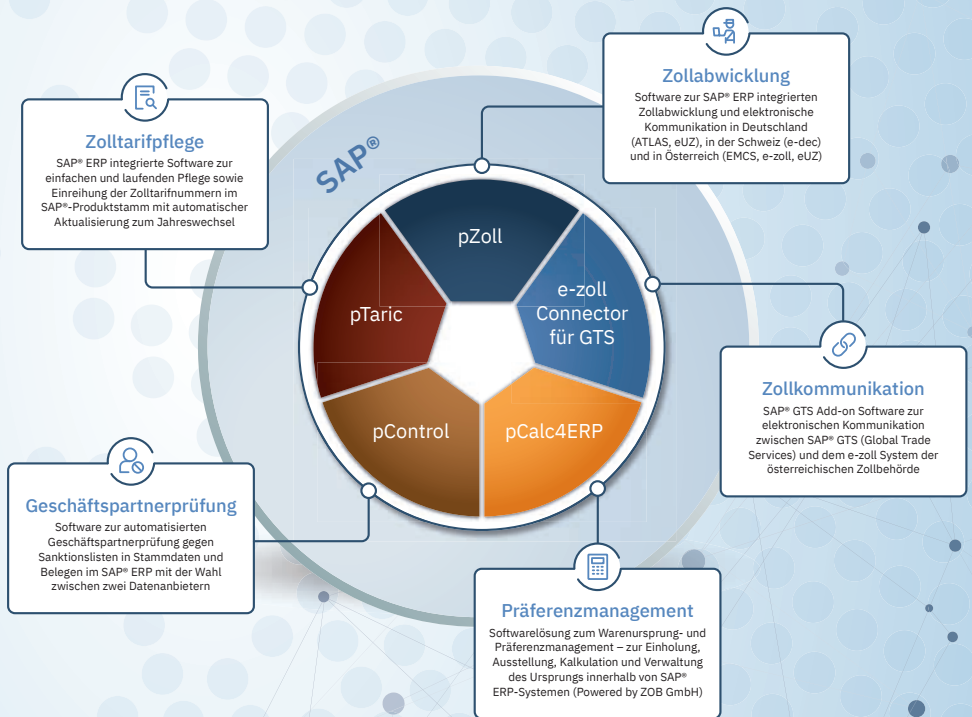 Zollabwicklung
Software zur SAP® ERP integrierten
Zollabwicklung und elektronische
Kommunikation in Deutschland
(ATLAS, eUZ), in der Schweiz (e-dec)
und in Österreich (EMCS, e-zoll, eUZ)
Zolltarifpflege
SAP® ERP integrierte Software zur
einfachen und laufenden Pflege sowie
Einreihung der Zolltarifnummern im
SAP®-Produktstamm mit automatischer
Aktualisierung zum Jahreswechsel
SAP®
pZoll
e-zoll
Connector
für GTS
pTaric
pControl
pCalc4ERP
Zollkommunikation
SAP® GTS Add-on Software zur
elektronischen Kommunikation
zwischen SAP® GTS (Global Trade
Services) und dem e-zoll System der
österreichischen Zollbehörde
Geschäftspartnerprüfung
Software zur automatisierten
Geschäftspartnerprüfung gegen
Sanktionslisten in Stammdaten und
Belegen im SAP® ERP mit der Wahl
zwischen zwei Datenanbietern
Präferenzmanagement
Softwarelösung zum Warenursprung- und
Präferenzmanagement – zur Einholung,
Ausstellung, Kalkulation und Verwaltung
des Ursprungs innerhalb von SAP®
ERP-Systemen (Powered by ZOB GmbH)